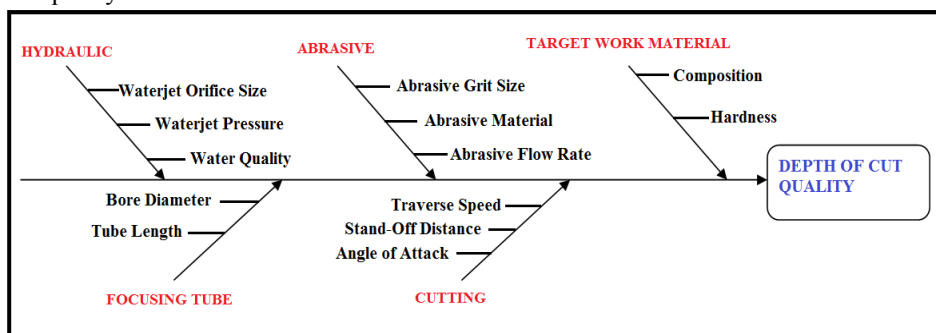 HYDRAULIC
Waterjet Orifice Size
Waterjet Pressure
Water Quality
ABRASIVE
Abrasive Grit Size
Abrasive Material
Abrasive Flow Rate
TARGET WORK MATERIAL
Composition
Hardness
DEPTH OF CUT
QUALITY
Bore Diameter
Tube Length
FOCUSING TUBE
Traverse Speed
Stand-Off Distance
Angle of Attack
CUTTING